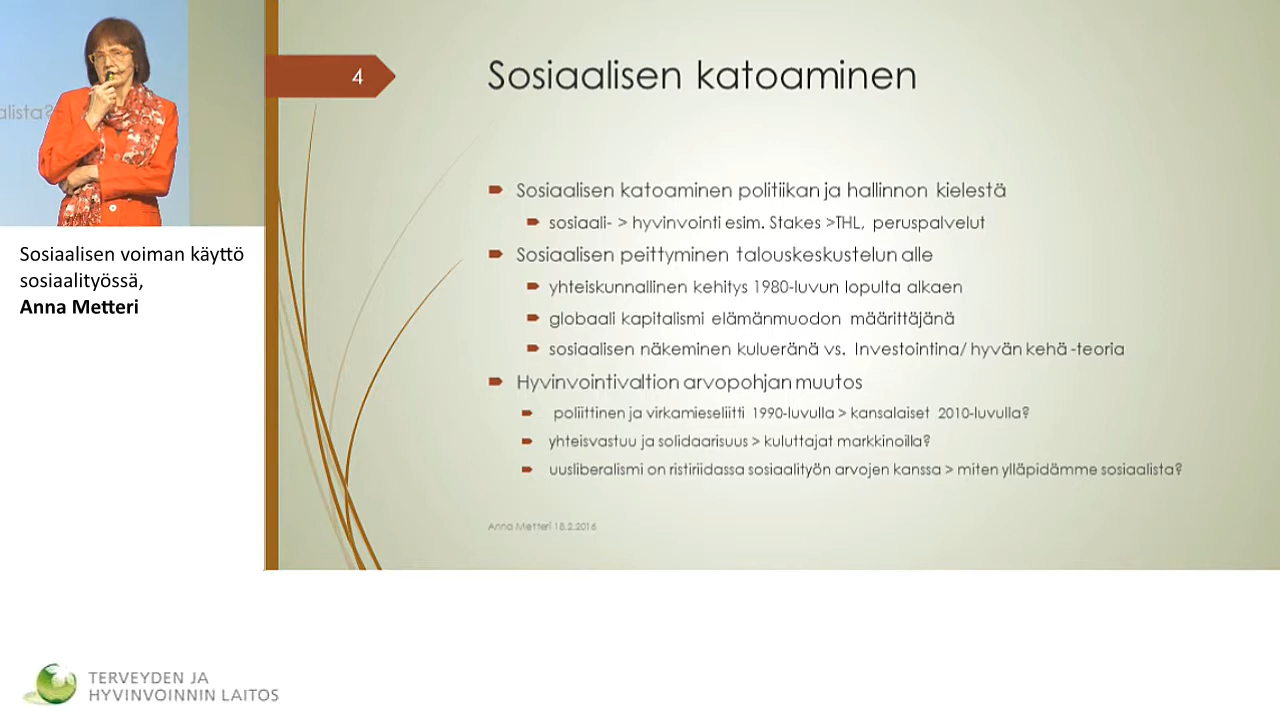 alista?
Sosiaalisen voiman käyttö
sosiaalityössä,
Anna Metteri
4
Sosiaalisen katoaminen
Sosiaalisen katoaminen politiikan ja hallinnon kielestä
sosiaali- > hyvinvointi esim. Stakes >THL, peruspalvelut
Sosiaalisen peittyminen talouskeskustelun alle
yhteiskunnallinen kehitys 1980-luvun lopulta alkaen
globaali kapitalismi elämänmuodon määrittäjänä
sosiaalisen näkeminen kulueränä vs. Investointina/ hyvän kehä -teoria
Hyvinvointivaltion arvopohjan muutos
poliittinen ja virkamieseliitti 1990-luvulla > kansalaiset 2010-luvulla?
yhteisvastuu ja solidaarisuus > kuluttajat markkinoilla?
uusliberalismi on ristiriidassa sosiaalityön arvojen kanssa > miten ylläpidämme sosiaalista?
Anna Metteri 18.2.2016
TERVEYDEN JA
HYVINVOINNIN LAITOS